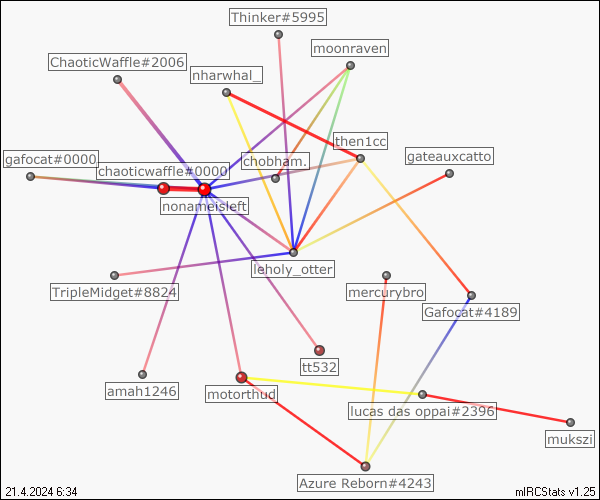 Thinker#5995
moonraven
ChaoticWaffle#2006
nharwhal_
then1cc
gateauxcatto
gafocat#0000
chobham.
chaoticwaffle#0000
nonameisleft
leholy_otter
TripleMidget#8824
mercurybro
Gafocat#4189
tt532
amah1246
motorthud
lucas das oppai#2396
mukszi
Azure Reborn#4243
21.4.2024 6:34
mIRCStats v1.25